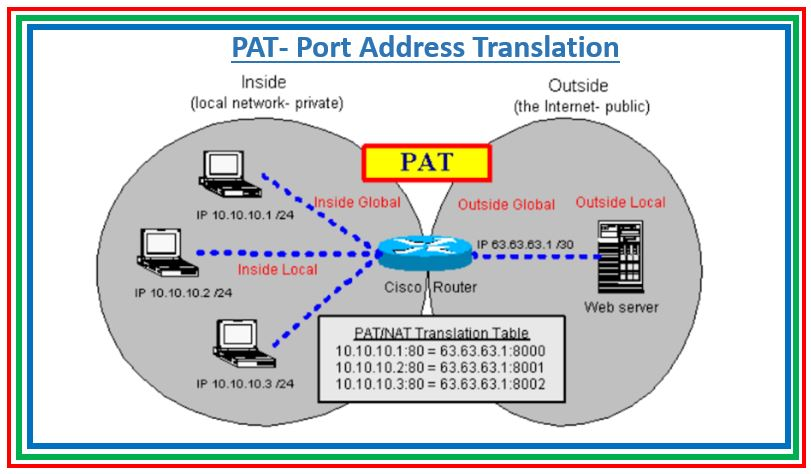 PAT- Port Address Translation
Inside
(local network- private)
Outside
(the Internet- public)
PAT
IP 10.10.10.1 /24
Inside Global
Outside Global
Outside Local
IP 63.63.63.1 /30
Inside Local
IP 10.10.10.2 /24
Cisco Router
Web server
IP 10.10.10.3 /24
PAT/NAT Translation Table
10.10.10.1:80 = 63.63.63.1:8000
10.10.10.2:80 = 63.63.63.1:8001
10.10.10.3:80 = 63.63.63.1:8002